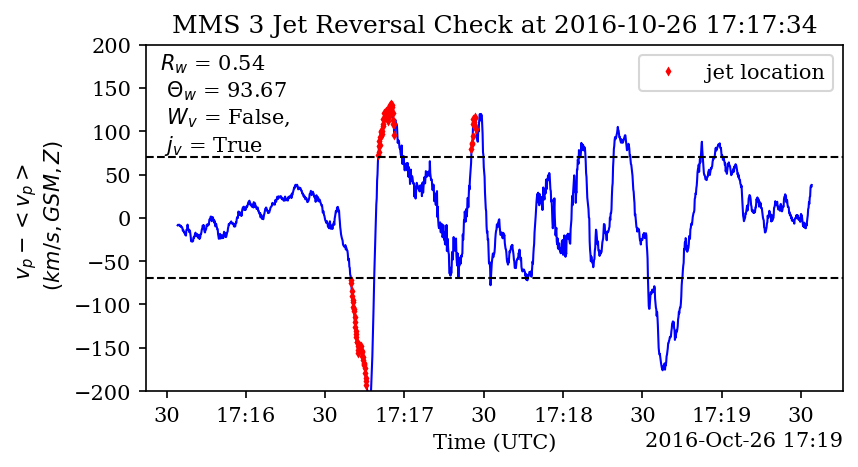 MMS 3 Jet Reversal Check at 2016-10-26 17:17:34
R_w = 0.54
Θ_w = 93.67
W_v = False,
j_v = True
jet location
v_p − < v_p >
(km/s, GSM, Z)
200
150
100
50
0
−50
−100
−150
−200
30 17:16 30 17:17 30 17:18 30 17:19 30
Time (UTC)
2016-Oct-26 17:19